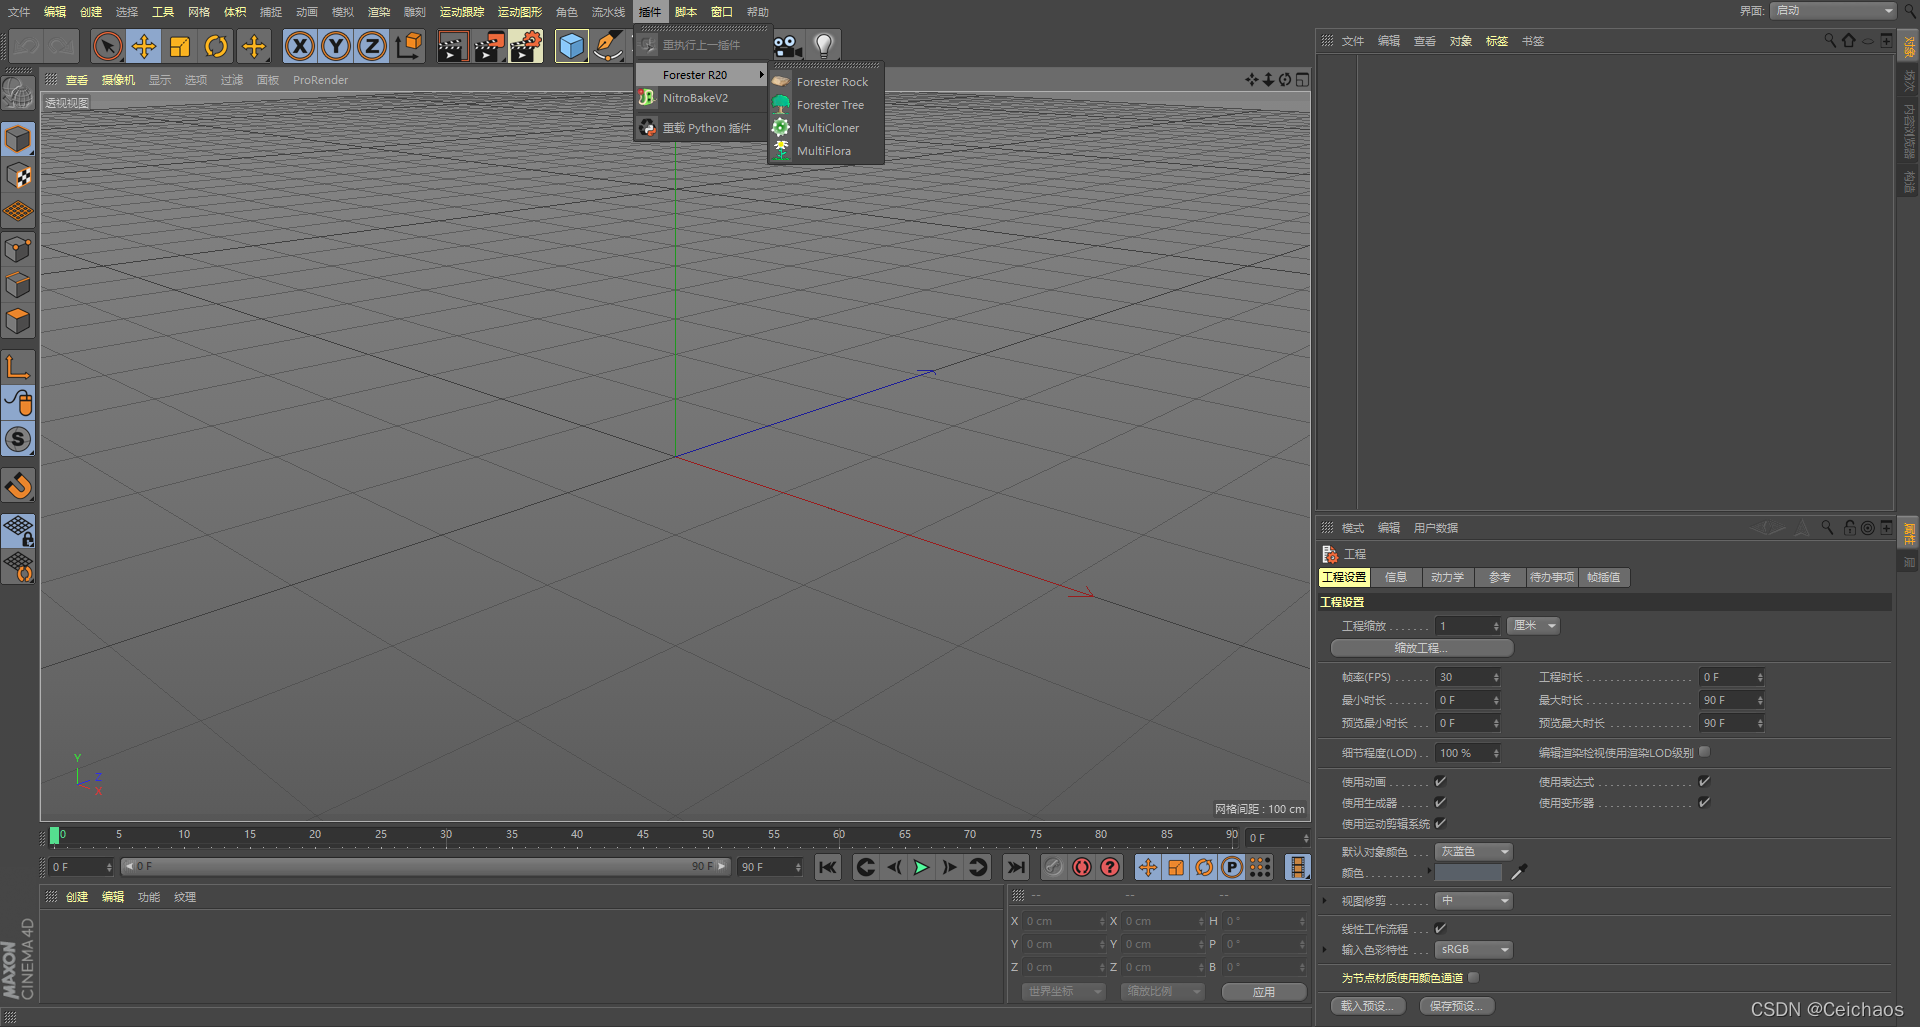 文件 编辑 创建 选择 工具 网格 体积 捕捉 动画 模拟 渲染 雕刻 运动跟踪 运动图形 角色 流水线 插件 脚本 窗口 帮助
界面: 启动
X Y Z
重执行上一插件
Forester R20
NitroBakeV2
重载 Python 插件
Forester Rock
Forester Tree
MultiCloner
MultiFlora
查看 摄像机 显示 选项 过滤 面板 ProRender
透视视图
Y
Z
X
网格间距 : 100 cm
文件 编辑 查看 对象 标签 书签
对象
场次
内容浏览器
构造
模式 编辑 用户数据
属性
层
工程
工程设置 信息 动力学 参考 待办事项 帧插值
工程设置
工程缩放 . . . . . . . 1 厘米
缩放工程...
帧率(FPS) . . . . . . 30 工程时长 . . . . . . . . . . . . . . . . . . . 0 F
最小时长 . . . . . . . 0 F 最大时长 . . . . . . . . . . . . . . . . . . . 90 F
预览最小时长 . . . 0 F 预览最大时长 . . . . . . . . . . . . . . . 90 F
细节程度(LOD) . . 100 % 编辑渲染检视使用渲染LOD级别
使用动画 . . . . . . . 使用表达式 . . . . . . . . . . . . . . . . .
使用生成器 . . . . . 使用变形器 . . . . . . . . . . . . . . . . .
使用运动剪辑系统
默认对象颜色 . . . 灰蓝色
颜色. . . . . . . . . . .
视图修剪 . . . . . . . 中
线性工作流程 . . .
输入色彩特性 . . . sRGB
为节点材质使用颜色通道
载入预设... 保存预设...
0 5 10 15 20 25 30 35 40 45 50 55 60 65 70 75 80 85 90 0 F
0 F 0 F 90 F 90 F
创建 编辑 功能 纹理
-- -- --
X 0 cm X 0 cm H 0 °
Y 0 cm Y 0 cm P 0 °
Z 0 cm Z 0 cm B 0 °
世界坐标 缩放比例 应用
MAXON
CINEMA 4D
CSDN @Ceichaos